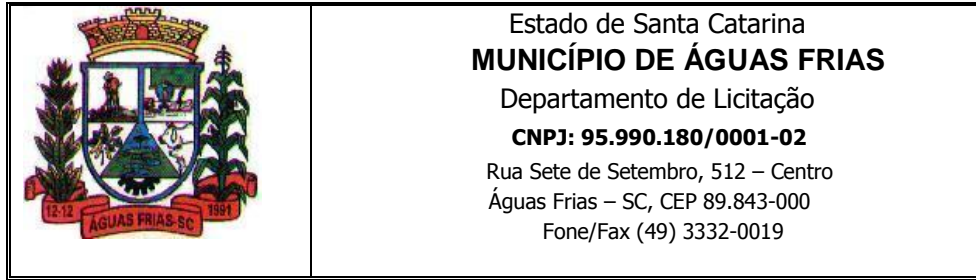 12-12
ÁGUAS FRIAS-SC
1991
Estado de Santa Catarina
MUNICÍPIO DE ÁGUAS FRIAS
Departamento de Licitação
CNPJ: 95.990.180/0001-02
Rua Sete de Setembro, 512 – Centro
Águas Frias – SC, CEP 89.843-000
Fone/Fax (49) 3332-0019